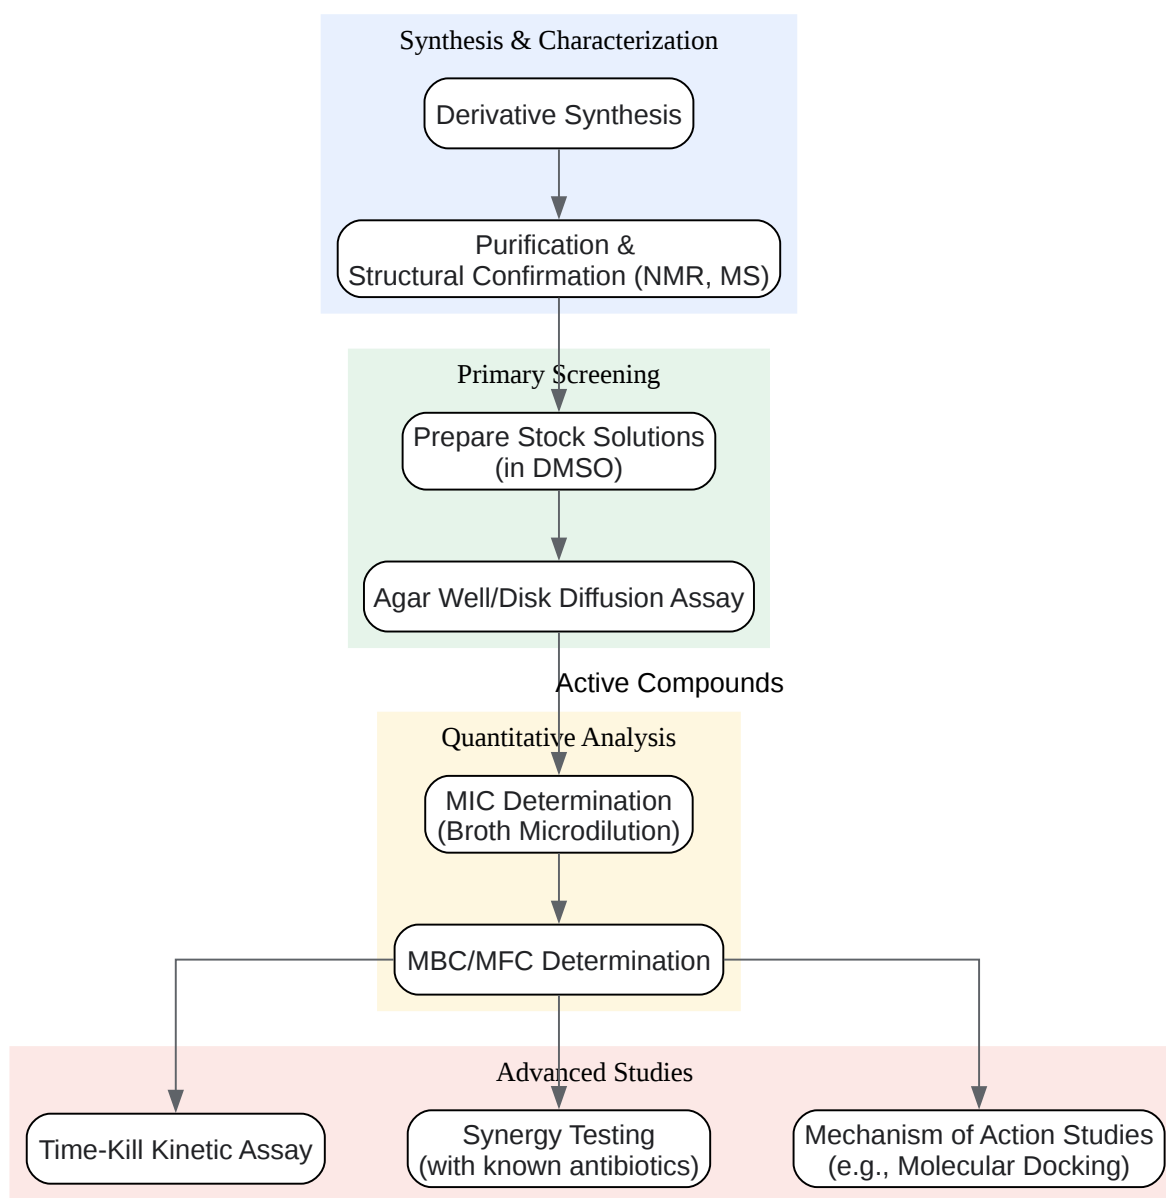 Synthesis & Characterization
Derivative Synthesis
Purification &
Structural Confirmation (NMR, MS)
Primary Screening
Prepare Stock Solutions
(in DMSO)
Agar Well/Disk Diffusion Assay
Active Compounds
Quantitative Analysis
MIC Determination
(Broth Microdilution)
MBC/MFC Determination
Advanced Studies
Time-Kill Kinetic Assay
Synergy Testing
(with known antibiotics)
Mechanism of Action Studies
(e.g., Molecular Docking)